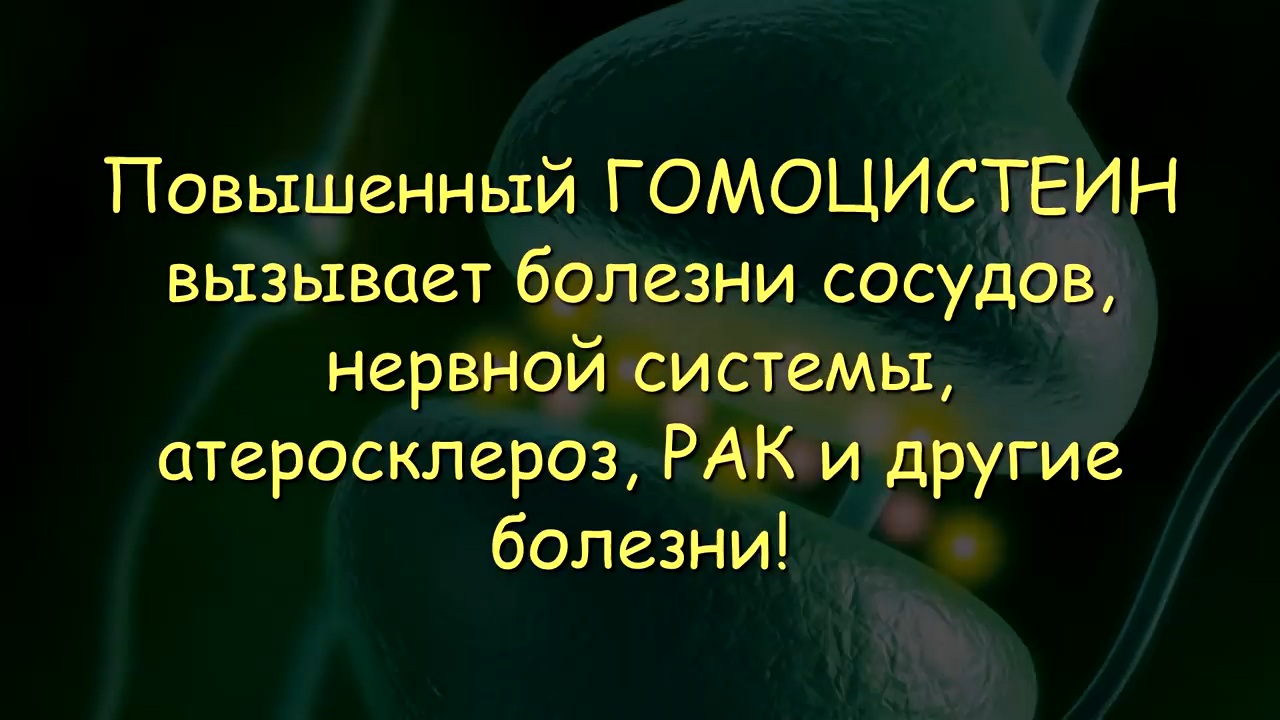 Повышенный ГОМОЦИСТЕИН
вызывает болезни сосудов,
нервной системы,
атеросклероз, РАК и другие
болезни!